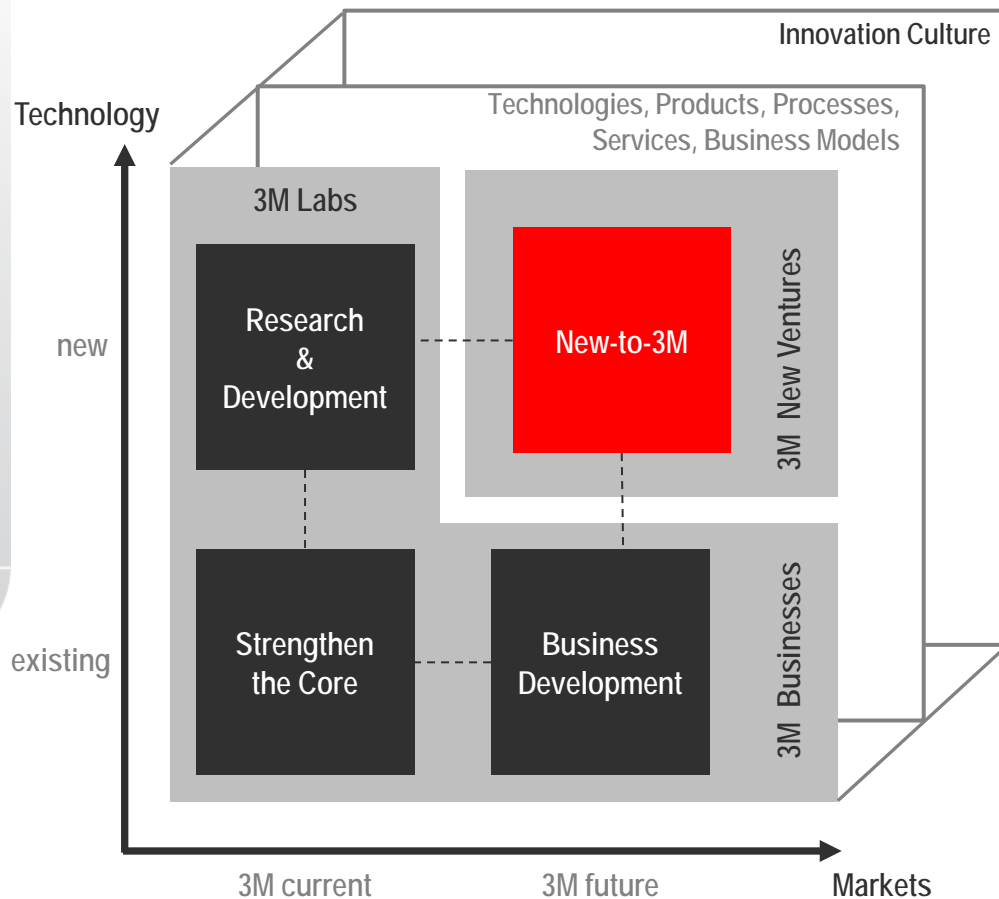 Innovation Culture
Technologies, Products, Processes,
Services, Business Models
Technology
3M Labs
Research
&
Development
New-to-3M
3M New Ventures
new
Strengthen
the Core
Business
Development
3M Businesses
existing
3M current
3M future
Markets